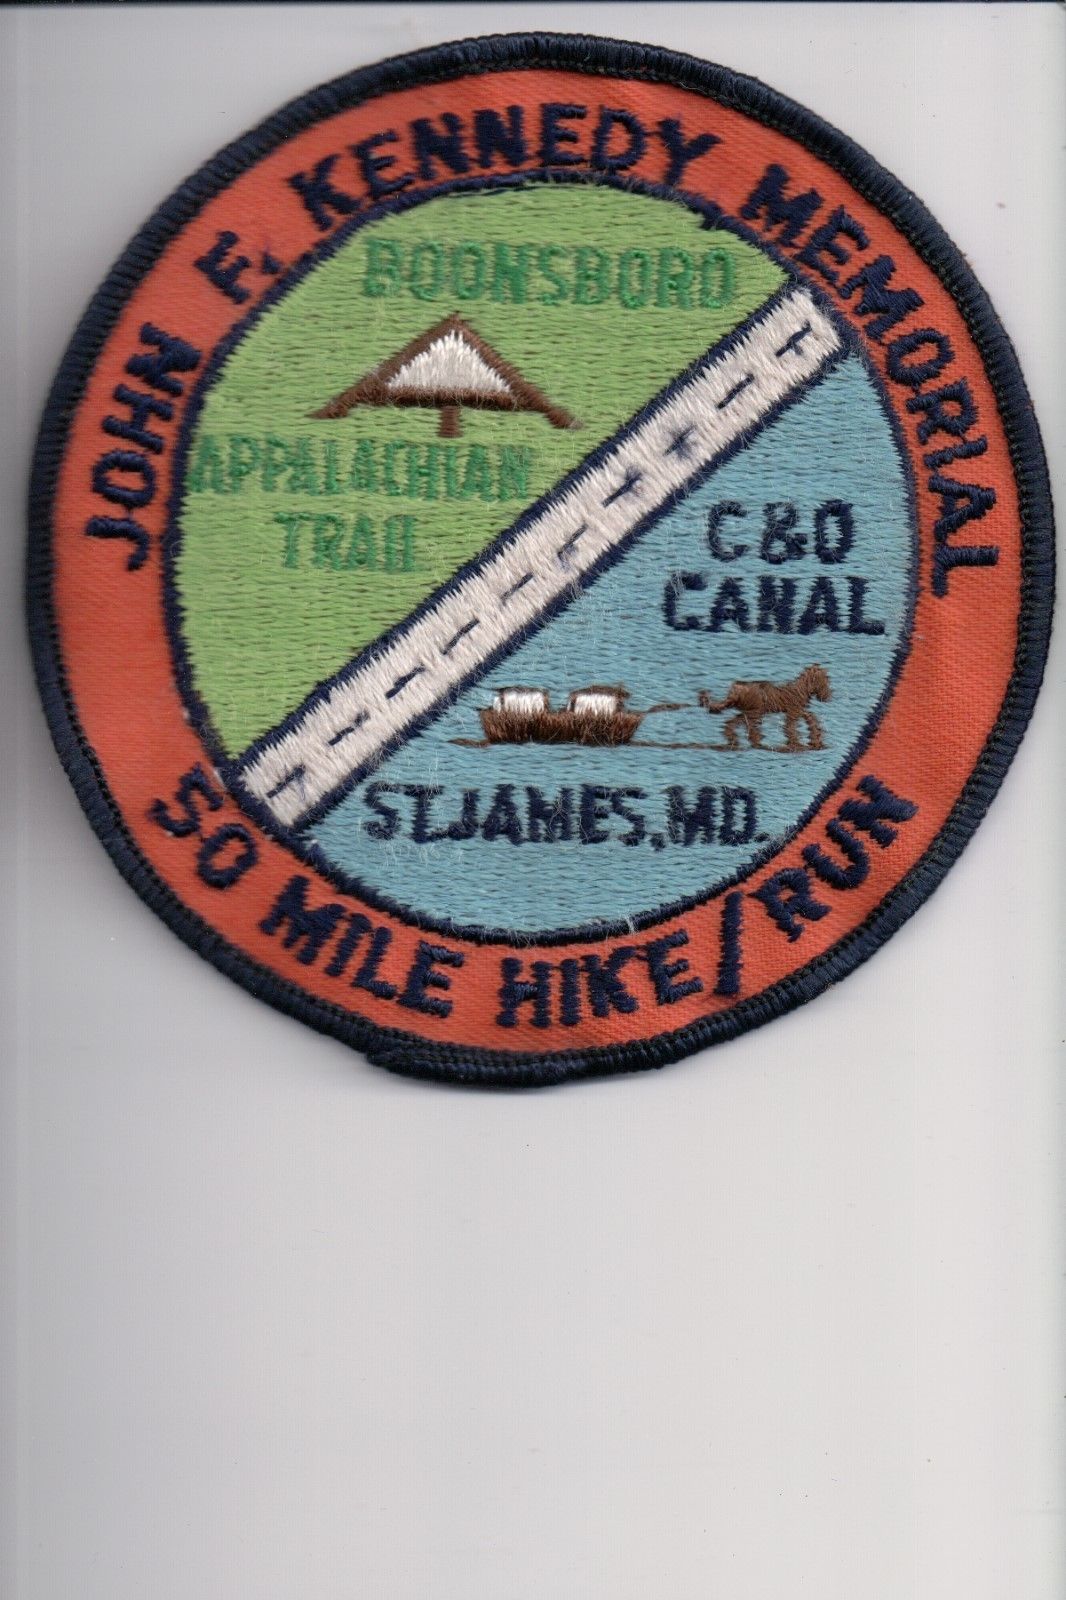 JOHN F. KENNEDY MEMORIAL
BOONSBORO
APPALACHIAN
TRAIL
C&O
CANAL
ST. JAMES, MD.
50 MILE HIKE/RUN